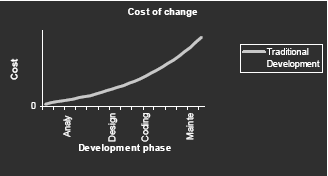 Cost of change
Cost
0
Traditional
Development
Analy
Design
Coding
Mainte
Development phase